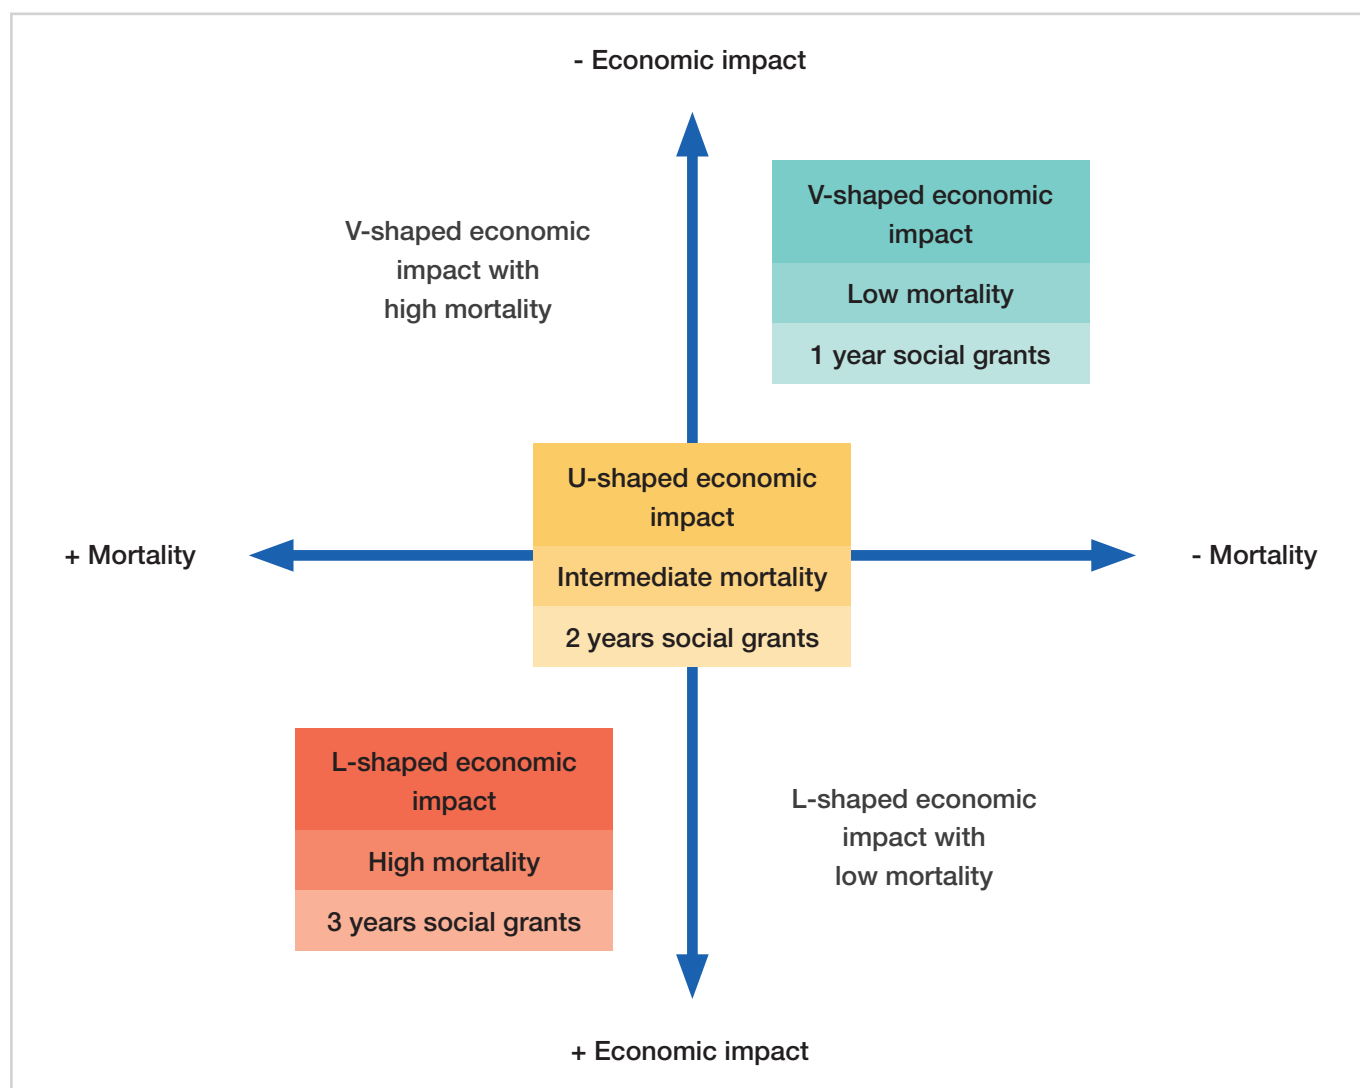 - Economic impact
V-shaped economic
impact with
high mortality
V-shaped economic
impact
Low mortality
1 year social grants
+ Mortality
U-shaped economic
impact
Intermediate mortality
2 years social grants
- Mortality
L-shaped economic
impact
High mortality
3 years social grants
L-shaped economic
impact with
low mortality
+ Economic impact